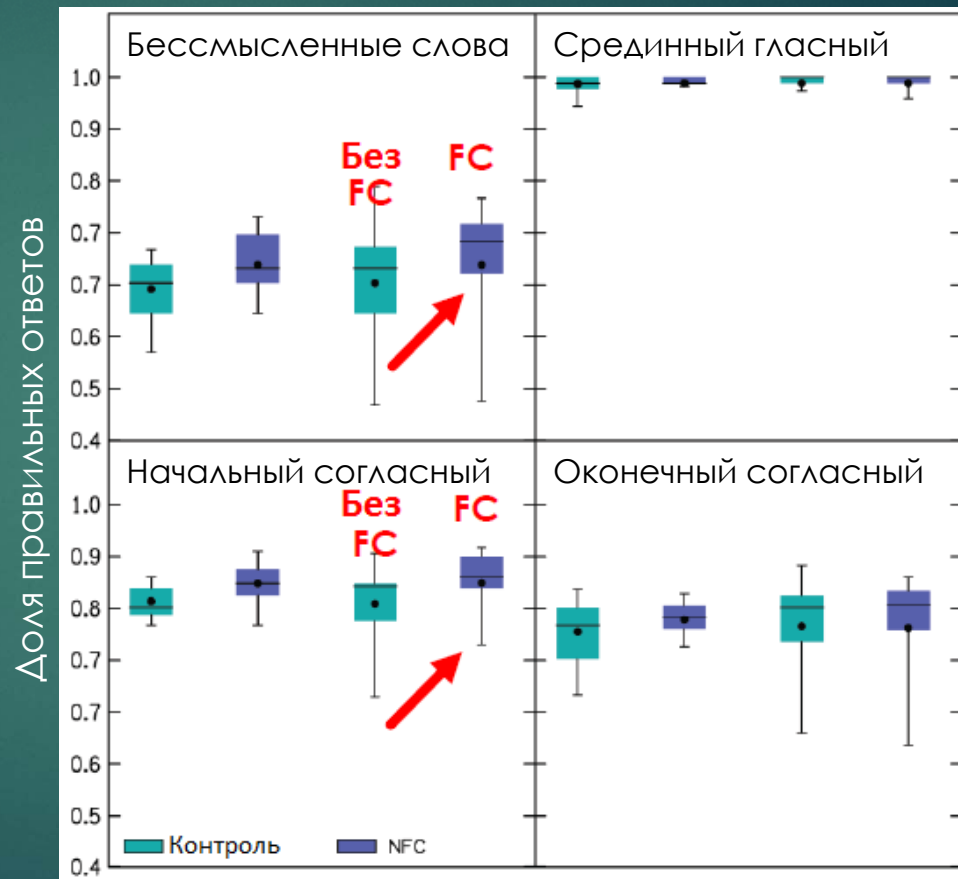 Доля правильных ответов
Бессмысленные слова
Срединный гласный
1.0
0.9
0.8
0.7
0.7
0.6
0.5
0.4
Без
FC
FC
Начальный согласный
Оконечный согласный
1.0
0.9
0.8
0.7
0.7
0.6
0.5
0.4
Без
FC
FC
Контроль
NFC